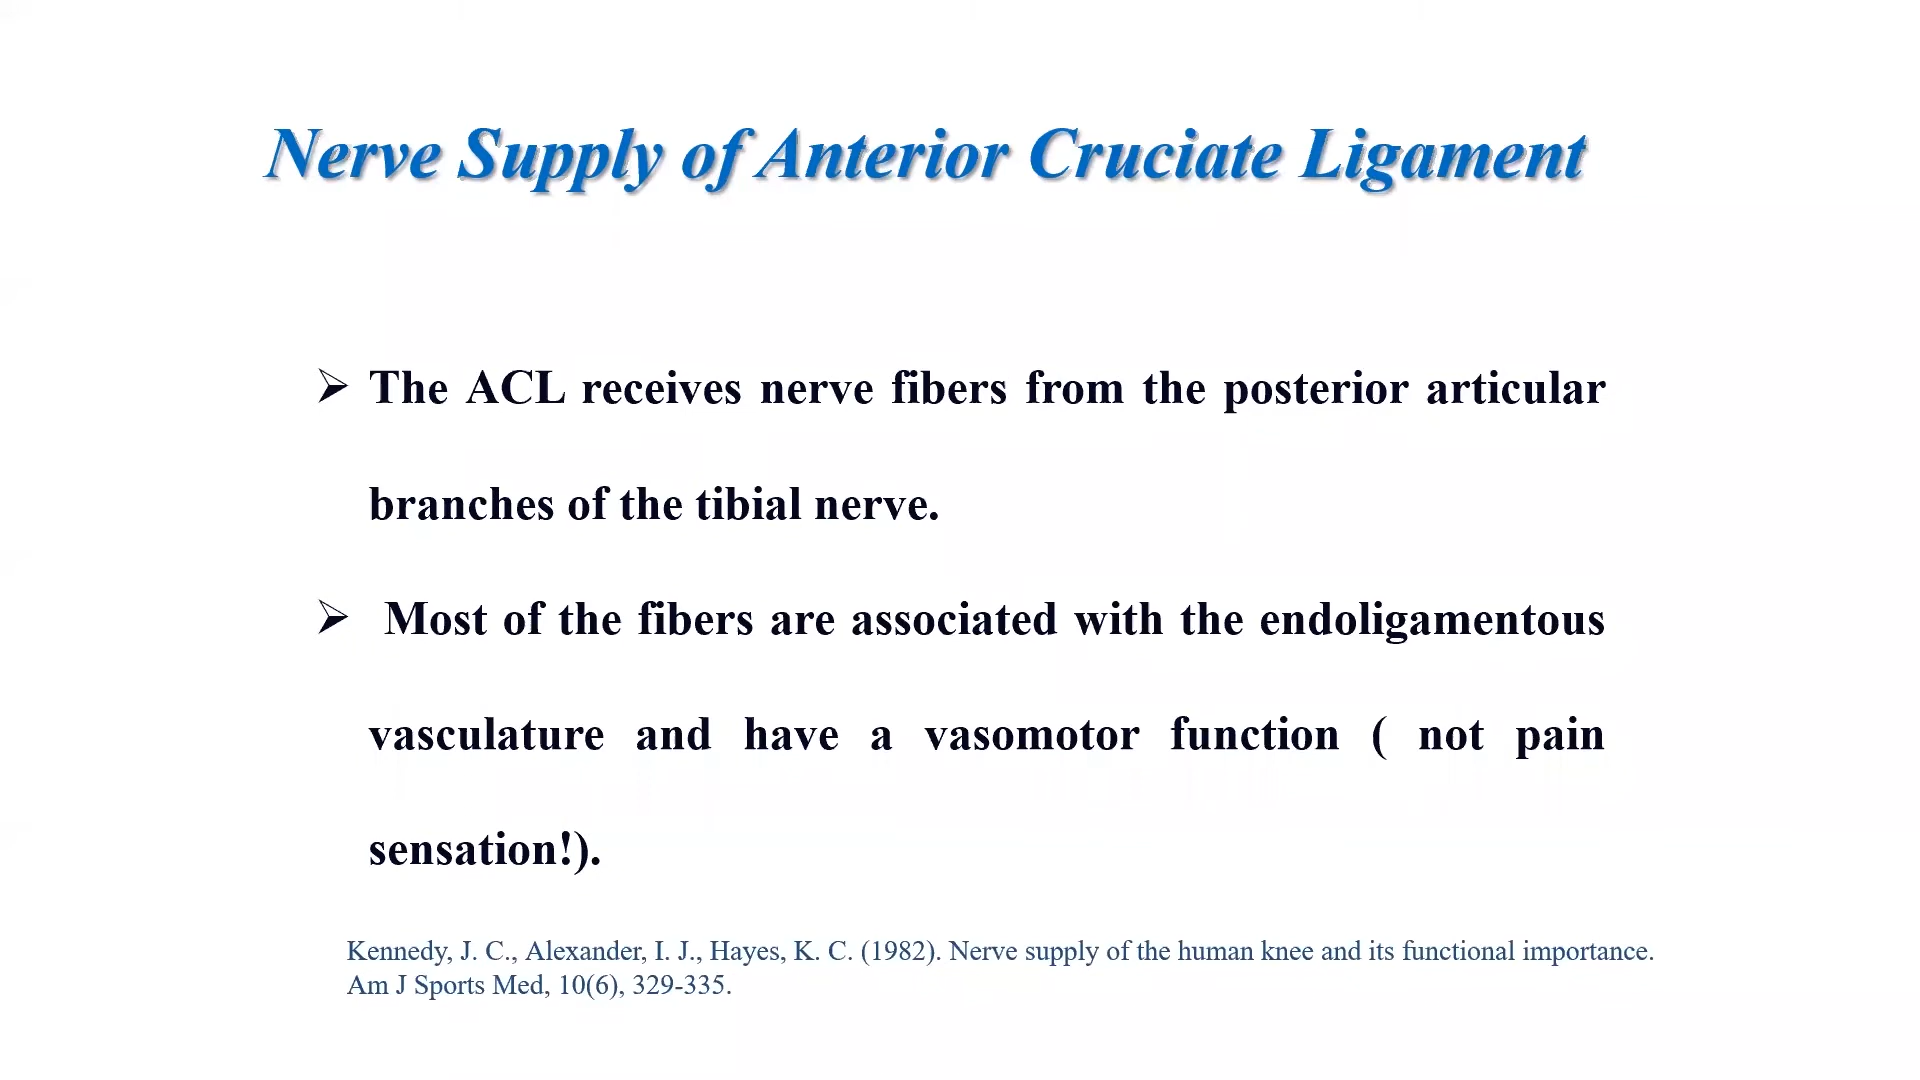 Nerve Supply of Anterior Cruciate Ligament
➢ The ACL receives nerve fibers from the posterior articular
branches of the tibial nerve.
➢ Most of the fibers are associated with the endoligamentous
vasculature and have a vasomotor function ( not pain
sensation!).
Kennedy, J. C., Alexander, I. J., Hayes, K. C. (1982). Nerve supply of the human knee and its functional importance.
Am J Sports Med, 10(6), 329-335.